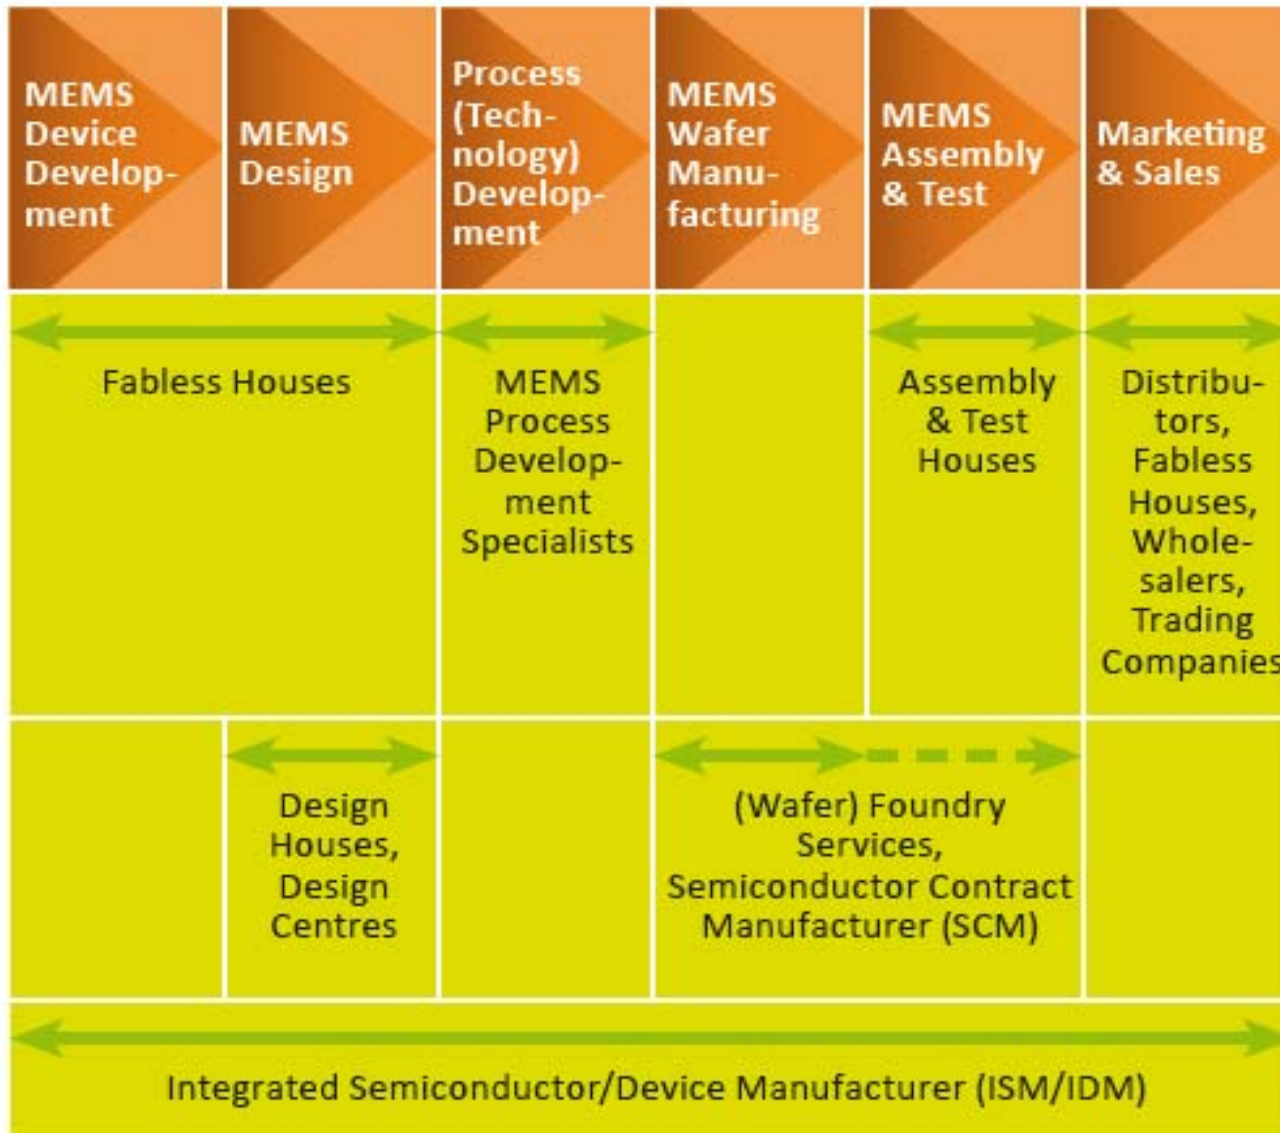 MEMS
Device
Develop-
ment
MEMS
Design
Process
(Tech-
nology)
Develop-
ment
MEMS
Wafer
Manu-
facturing
MEMS
Assembly
& Test
Marketing
& Sales
Fabless Houses
MEMS
Process
Develop-
ment
Specialists
Assembly
& Test
Houses
Distribu-
tors,
Fabless
Houses,
Whole-
salers,
Trading
Companies
Design
Houses,
Design
Centres
(Wafer) Foundry
Services,
Semiconductor Contract
Manufacturer (SCM)
Integrated Semiconductor/Device Manufacturer (ISM/IDM)